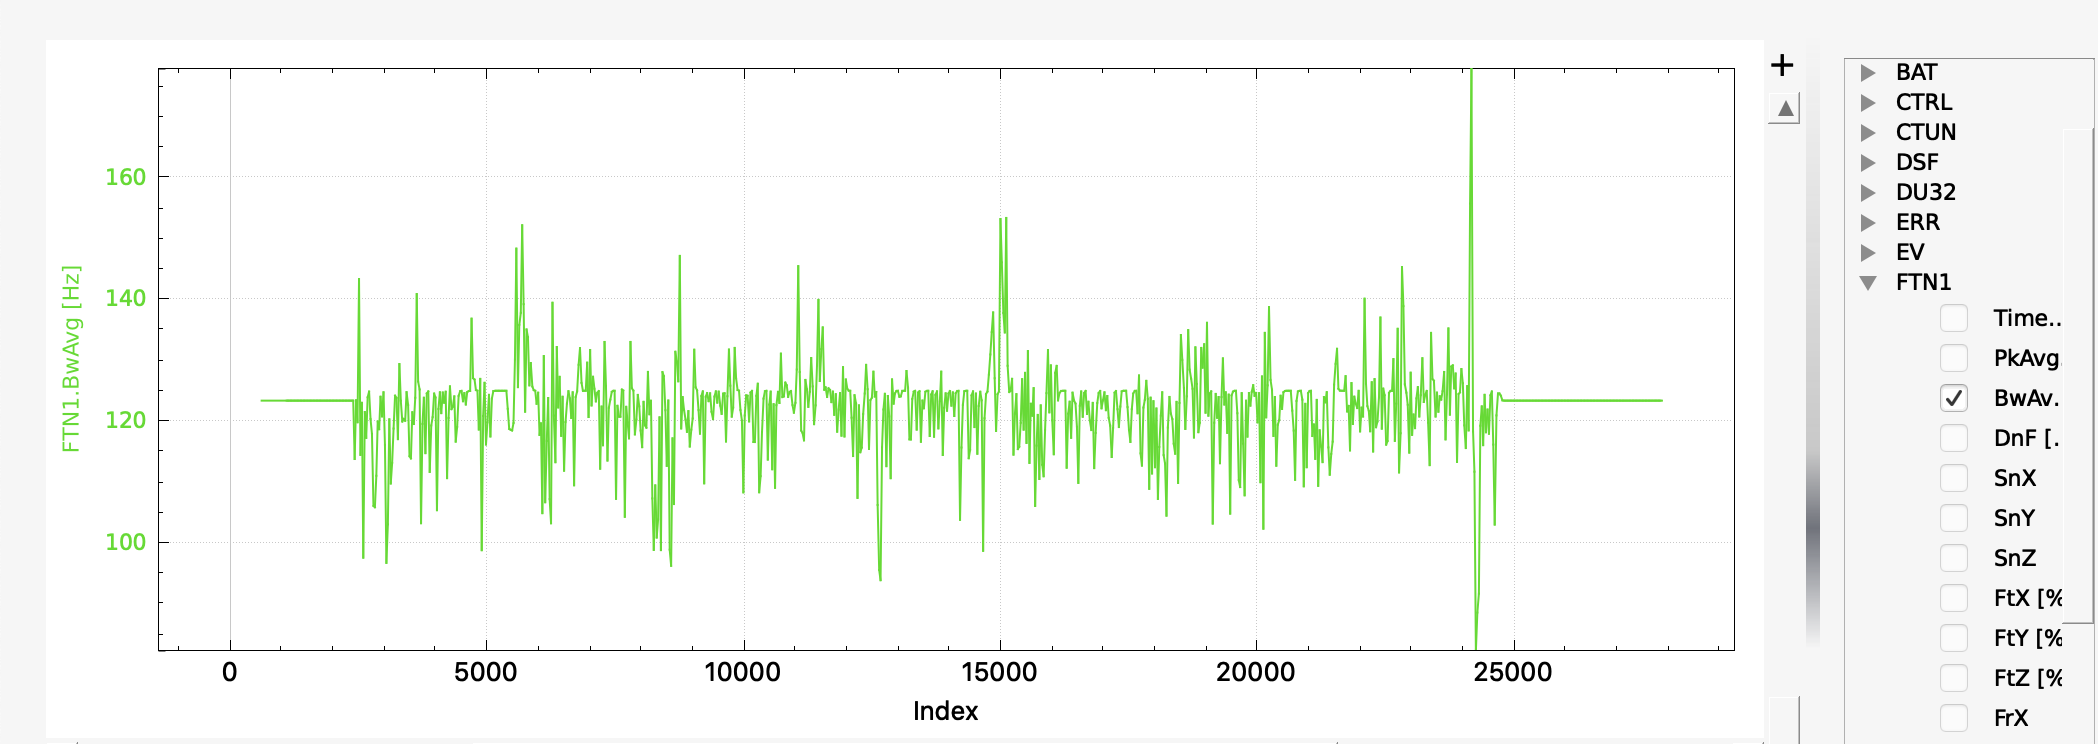 +
BAT
CTRL
CTUN
DSF
DU32
ERR
EV
FTN1
Time..
PkAvg.
BwAv.
DnF [.
SnX
SnY
SnZ
FtX [%
FtY [%
FtZ [%
FrX
FTN1.BwAvg [Hz]
160
140
120
100
0 5000 10000 15000 20000 25000
Index